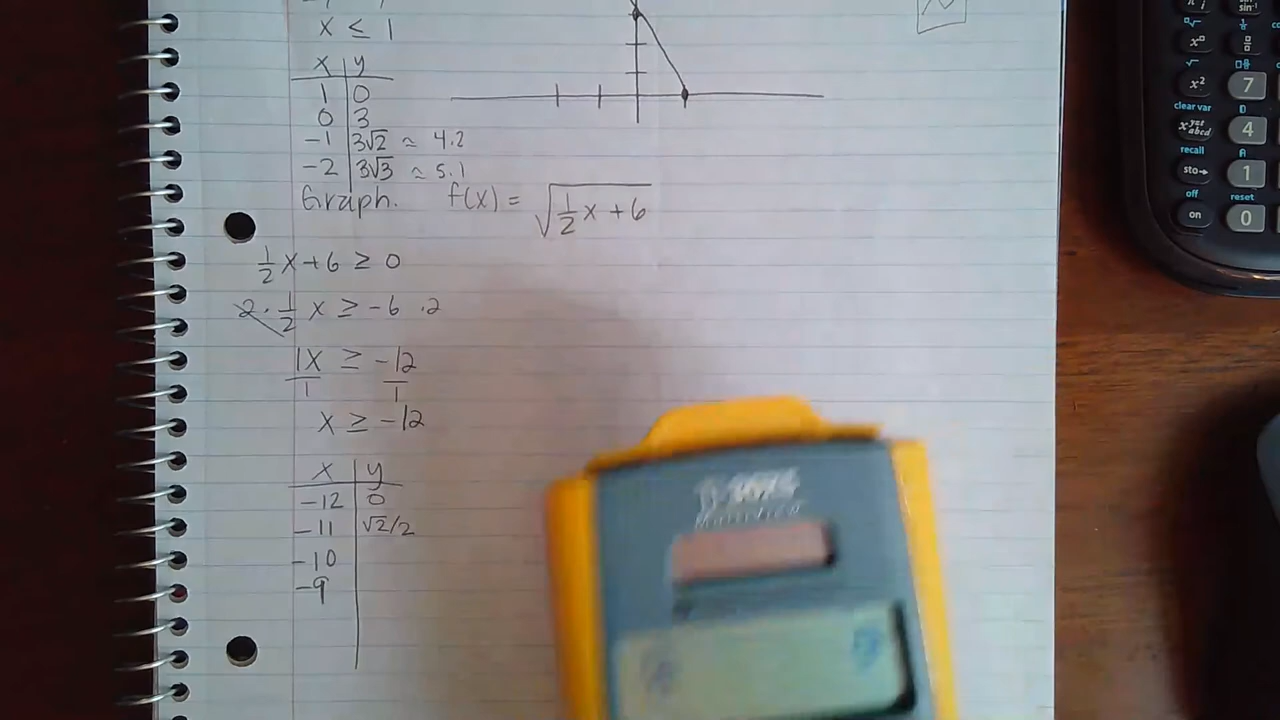 x ≤ 1
x | y
1 | 0
0 | 3
-1 | 3√2 ≈ 4.2
-2 | 3√3 ≈ 5.1
Graph. f(x) = √(1/2 x + 6)
1/2 x + 6 ≥ 0
2 · 1/2 x ≥ -6 · 2
1x/1 ≥ -12/1
x ≥ -12
x | y
-12 | 0
-11 | √2/2
-10
-9
x²
7
clear var
4
recall
sto→
1
off
reset
on
0